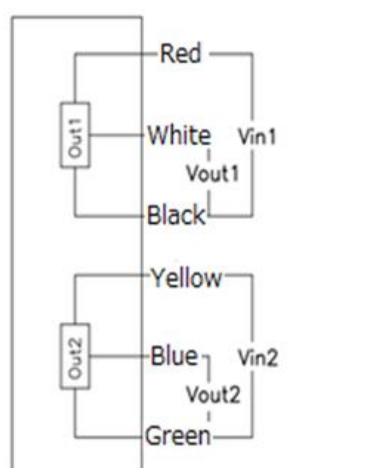 Red
Out1
White
Vin1
Vout1
Black
Yellow
Out2
Blue
Vin2
Vout2
Green